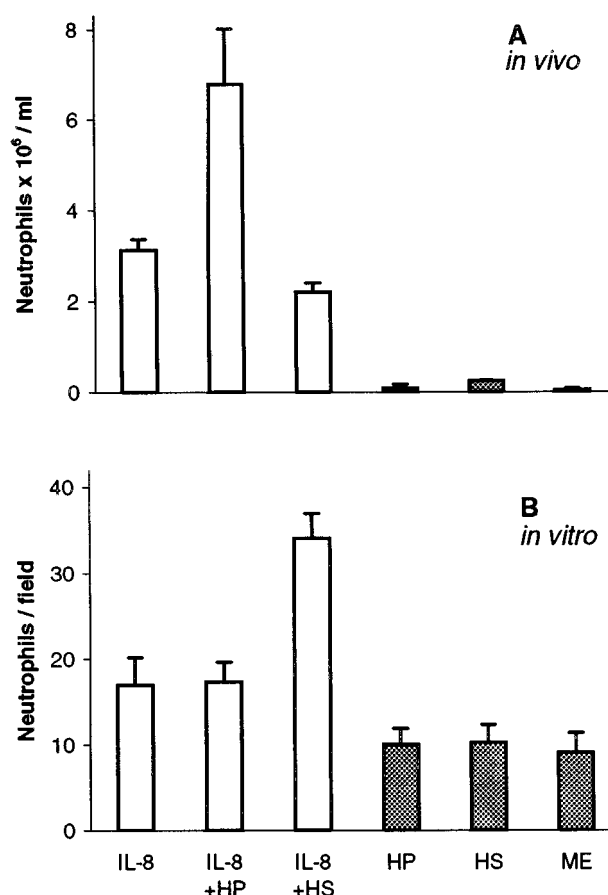 A
in vivo
Neutrophils x 10⁶ / ml
8
6
4
2
0
B
in vitro
Neutrophils / field
40
30
20
10
0
IL-8
IL-8
+HP
IL-8
+HS
HP
HS
ME